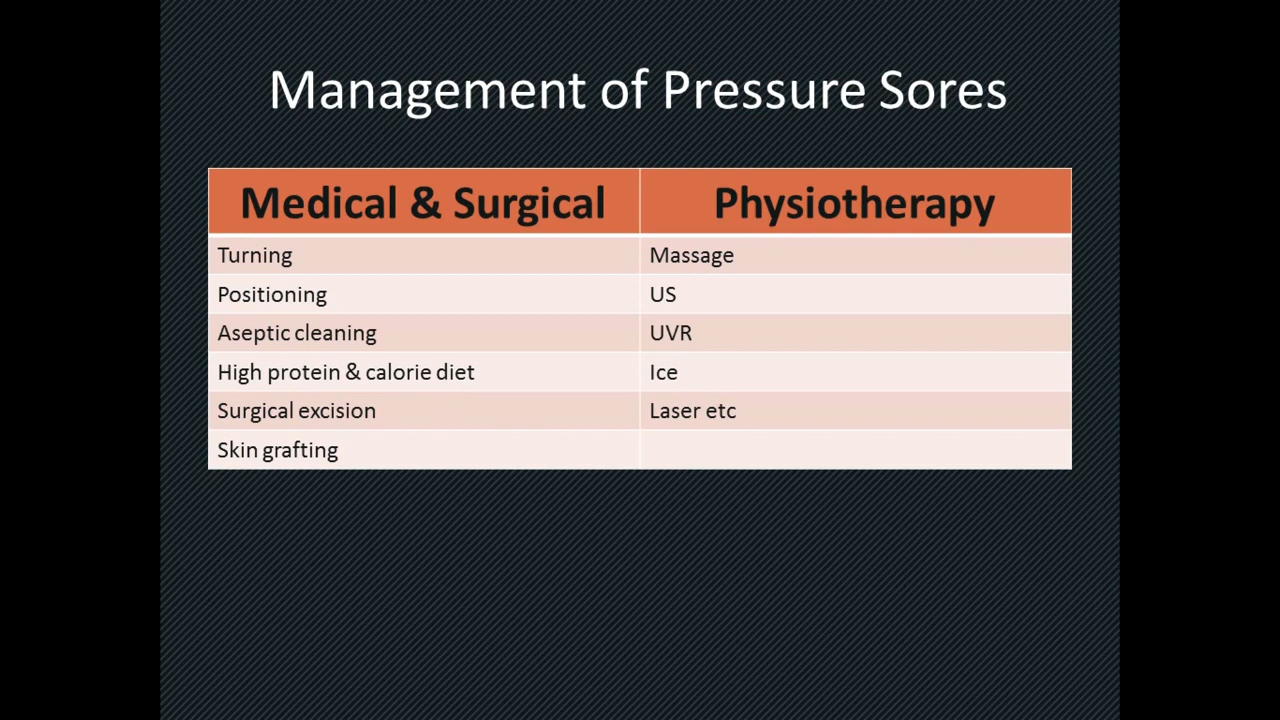 Management of Pressure Sores
Medical & Surgical Physiotherapy
Turning Massage
Positioning US
Aseptic cleaning UVR
High protein & calorie diet Ice
Surgical excision Laser etc
Skin grafting